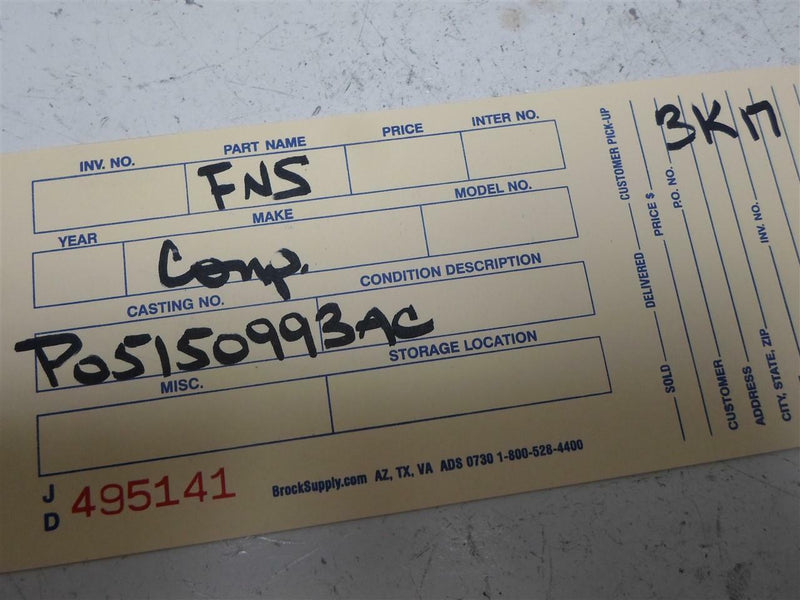 INV. NO. PART NAME PRICE INTER NO.
FNS
YEAR MAKE MODEL NO.
Comp.
CASTING NO. CONDITION DESCRIPTION
P05150993AC
MISC. STORAGE LOCATION
JD 495141 BrockSupply.com AZ, TX, VA ADS 0730 1-800-528-4400
SOLD DELIVERED CUSTOMER PICK-UP
PRICE $
R.O. NO.
CUSTOMER
ADDRESS INV. NO.
CITY, STATE, ZIP